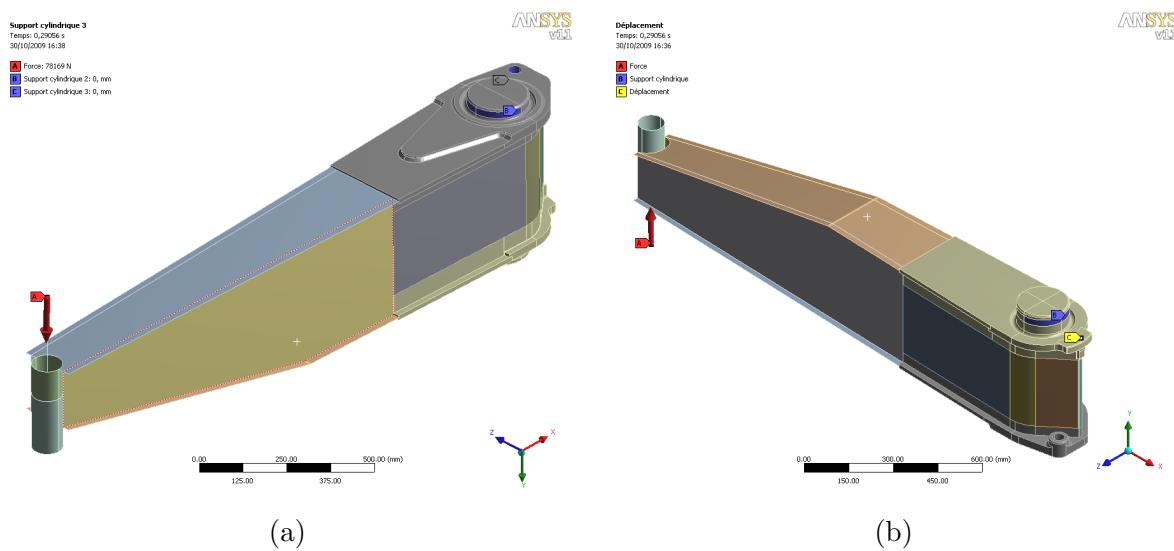 Support cylindrique 3
Temps: 0,29056 s
30/10/2009 16:38
A Force: 78169 N
B Support cylindrique 2: 0, mm
C Support cylindrique 3: 0, mm
ANSYS
v11
C
B
A
0.00 250.00 500.00 (mm)
125.00 375.00
Z X
Y
(a)
Déplacement
Temps: 0,29056 s
30/10/2009 16:36
A Force
B Support cylindrique
C Déplacement
ANSYS
v11
A
B
C
0.00 300.00 600.00 (mm)
150.00 450.00
Y
Z X
(b)